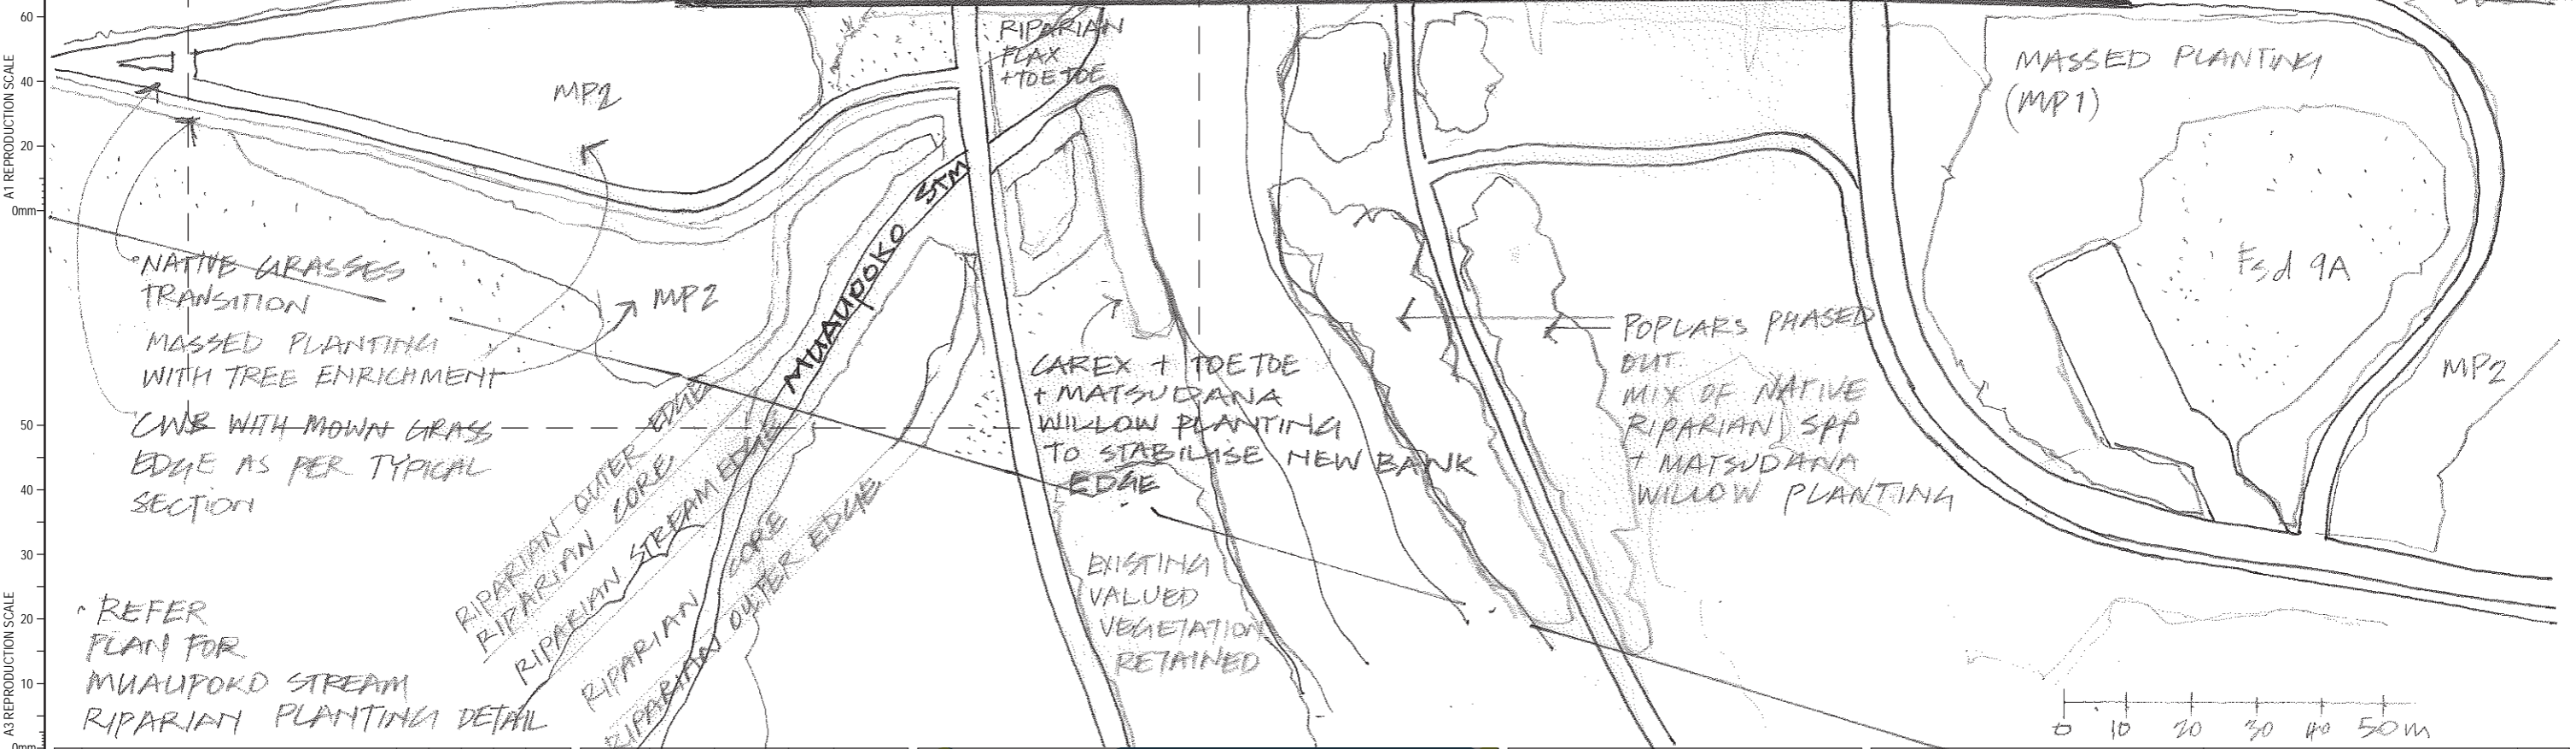 60
40
20
0mm
A1 REPRODUCTION SCALE
50
40
30
20
10
0mm
A3 REPRODUCTION SCALE
MP2
RIPARIAN
FLAX
+TOETOE
MASSED PLANTING
(MP1)
MUAUPOKO STM
NATIVE GRASSES
TRANSITION
MASSED PLANTING
WITH TREE ENRICHMENT
CWB WITH MOWN GRASS
EDGE AS PER TYPICAL
SECTION
MP2
CAREX + TOETOE
+ MATSUDANA
WILLOW PLANTING
TO STABILISE NEW BANK
EDGE
POPLARS PHASED
OUT
MIX OF NATIVE
RIPARIAN SPP
+ MATSUDANA
WILLOW PLANTING
Fsd 9A
MP2
RIPARIAN OUTER EDGE
RIPARIAN CORE
RIPARIAN STREAM EDGE
RIPARIAN CORE
RIPARIAN OUTER EDGE
EXISTING
VALUED
VEGETATION
RETAINED
REFER
PLAN FOR
MUAUPOKO STREAM
RIPARIAN PLANTING DETAIL
0 10 20 30 40 50m